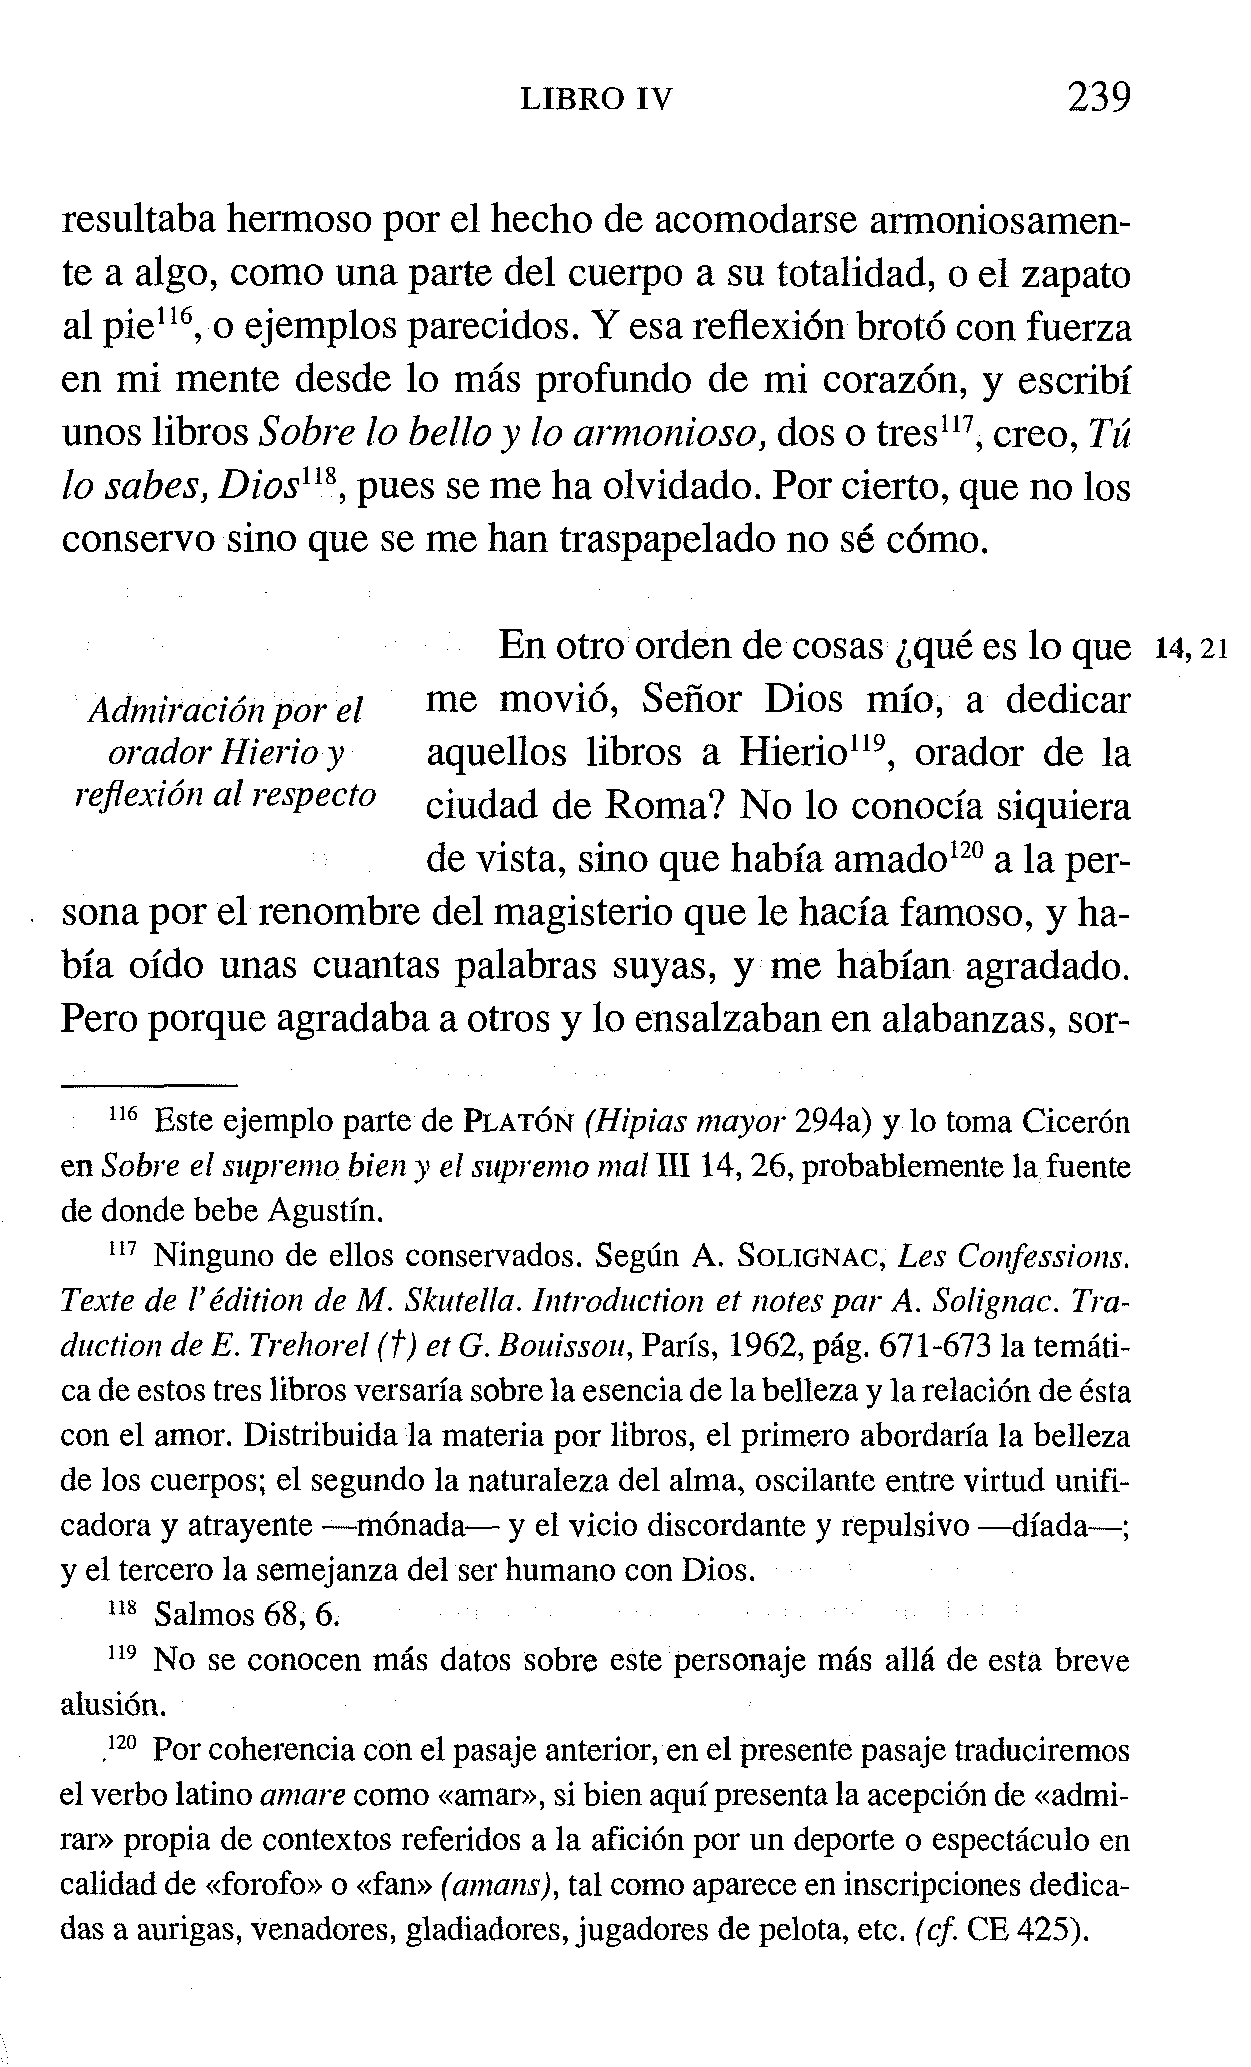 LIBRO IV 239
resultaba hermoso por el hecho de acomodarse armoniosamen-
te a algo, como una parte del cuerpo a su totalidad, o el zapato
al pie¹¹⁶, o ejemplos parecidos. Y esa reflexión brotó con fuerza
en mi mente desde lo más profundo de mi corazón, y escribí
unos libros Sobre lo bello y lo armonioso, dos o tres¹¹⁷, creo, Tú
lo sabes, Dios¹¹⁸, pues se me ha olvidado. Por cierto, que no los
conservo sino que se me han traspapelado no sé cómo.
Admiración por el
orador Hierio y
reflexión al respecto
En otro orden de cosas ¿qué es lo que 14, 21
me movió, Señor Dios mío, a dedicar
aquellos libros a Hierio¹¹⁹, orador de la
ciudad de Roma? No lo conocía siquiera
de vista, sino que había amado¹²⁰ a la per-
sona por el renombre del magisterio que le hacía famoso, y ha-
bía oído unas cuantas palabras suyas, y me habían agradado.
Pero porque agradaba a otros y lo ensalzaban en alabanzas, sor-
¹¹⁶ Este ejemplo parte de PLATÓN (Hipias mayor 294a) y lo toma Cicerón
en Sobre el supremo bien y el supremo mal III 14, 26, probablemente la fuente
de donde bebe Agustín.
¹¹⁷ Ninguno de ellos conservados. Según A. SOLIGNAC, Les Confessions.
Texte de l'édition de M. Skutella. Introduction et notes par A. Solignac. Tra-
duction de E. Trehorel (†) et G. Bouissou, París, 1962, pág. 671-673 la temáti-
ca de estos tres libros versaría sobre la esencia de la belleza y la relación de ésta
con el amor. Distribuida la materia por libros, el primero abordaría la belleza
de los cuerpos; el segundo la naturaleza del alma, oscilante entre virtud unifi-
cadora y atrayente —mónada— y el vicio discordante y repulsivo —díada—;
y el tercero la semejanza del ser humano con Dios.
¹¹⁸ Salmos 68, 6.
¹¹⁹ No se conocen más datos sobre este personaje más allá de esta breve
alusión.
¹²⁰ Por coherencia con el pasaje anterior, en el presente pasaje traduciremos
el verbo latino amare como «amar», si bien aquí presenta la acepción de «admi-
rar» propia de contextos referidos a la afición por un deporte o espectáculo en
calidad de «forofo» o «fan» (amans), tal como aparece en inscripciones dedica-
das a aurigas, venadores, gladiadores, jugadores de pelota, etc. (cf. CE 425).